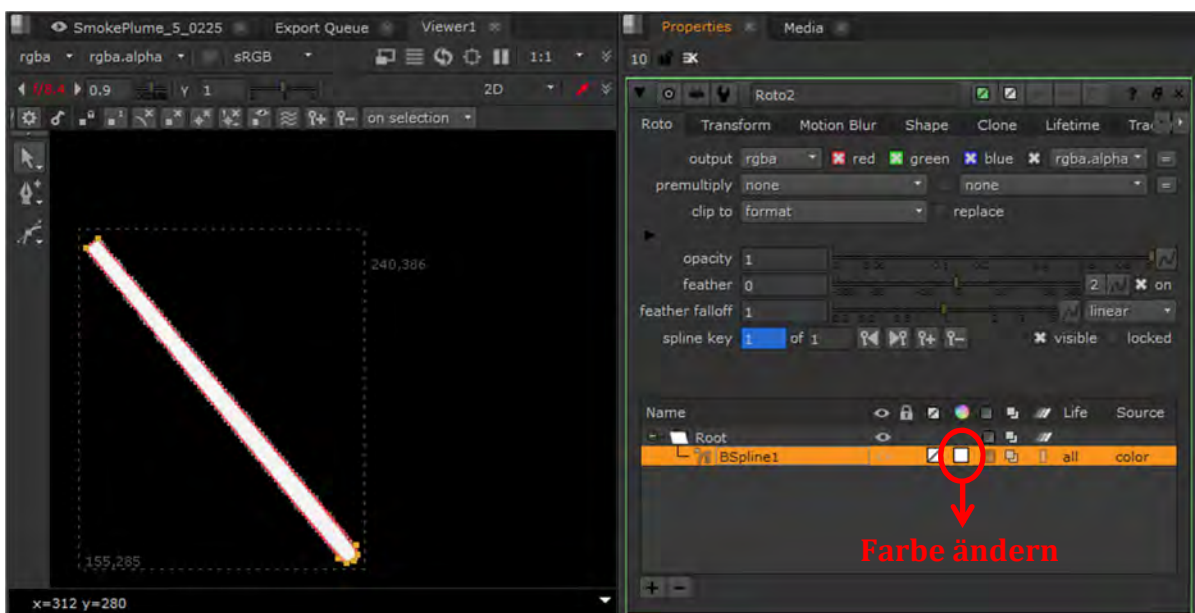 SmokePlume_5_0225 Export Queue Viewer1
rgba rgba.alpha sRGB 1:1
f/8.4 0.9 Y 1 2D
on selection
240,386
155,285
x=312 y=280
Properties Media
10
Roto2 ?
Roto Transform Motion Blur Shape Clone Lifetime Tra
output rgba red green blue rgba.alpha =
premultiply none none =
clip to format replace
opacity 1
feather 0 2 on
feather falloff 1 linear
spline key 1 of 1 visible locked
Name Life Source
Root
BSpline1 all color
Farbe ändern